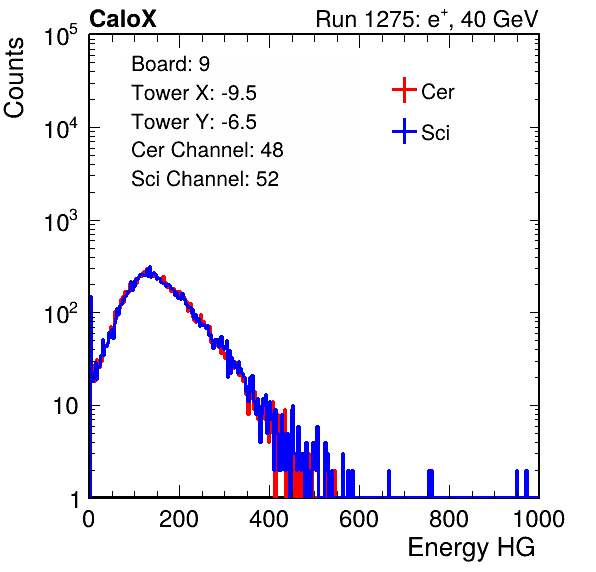 CaloX Run 1275: e⁺, 40 GeV
Counts
10⁵
10⁴
10³
10²
10
1
Board: 9
Tower X: -9.5
Tower Y: -6.5
Cer Channel: 48
Sci Channel: 52
Cer
Sci
0 200 400 600 800 1000
Energy HG